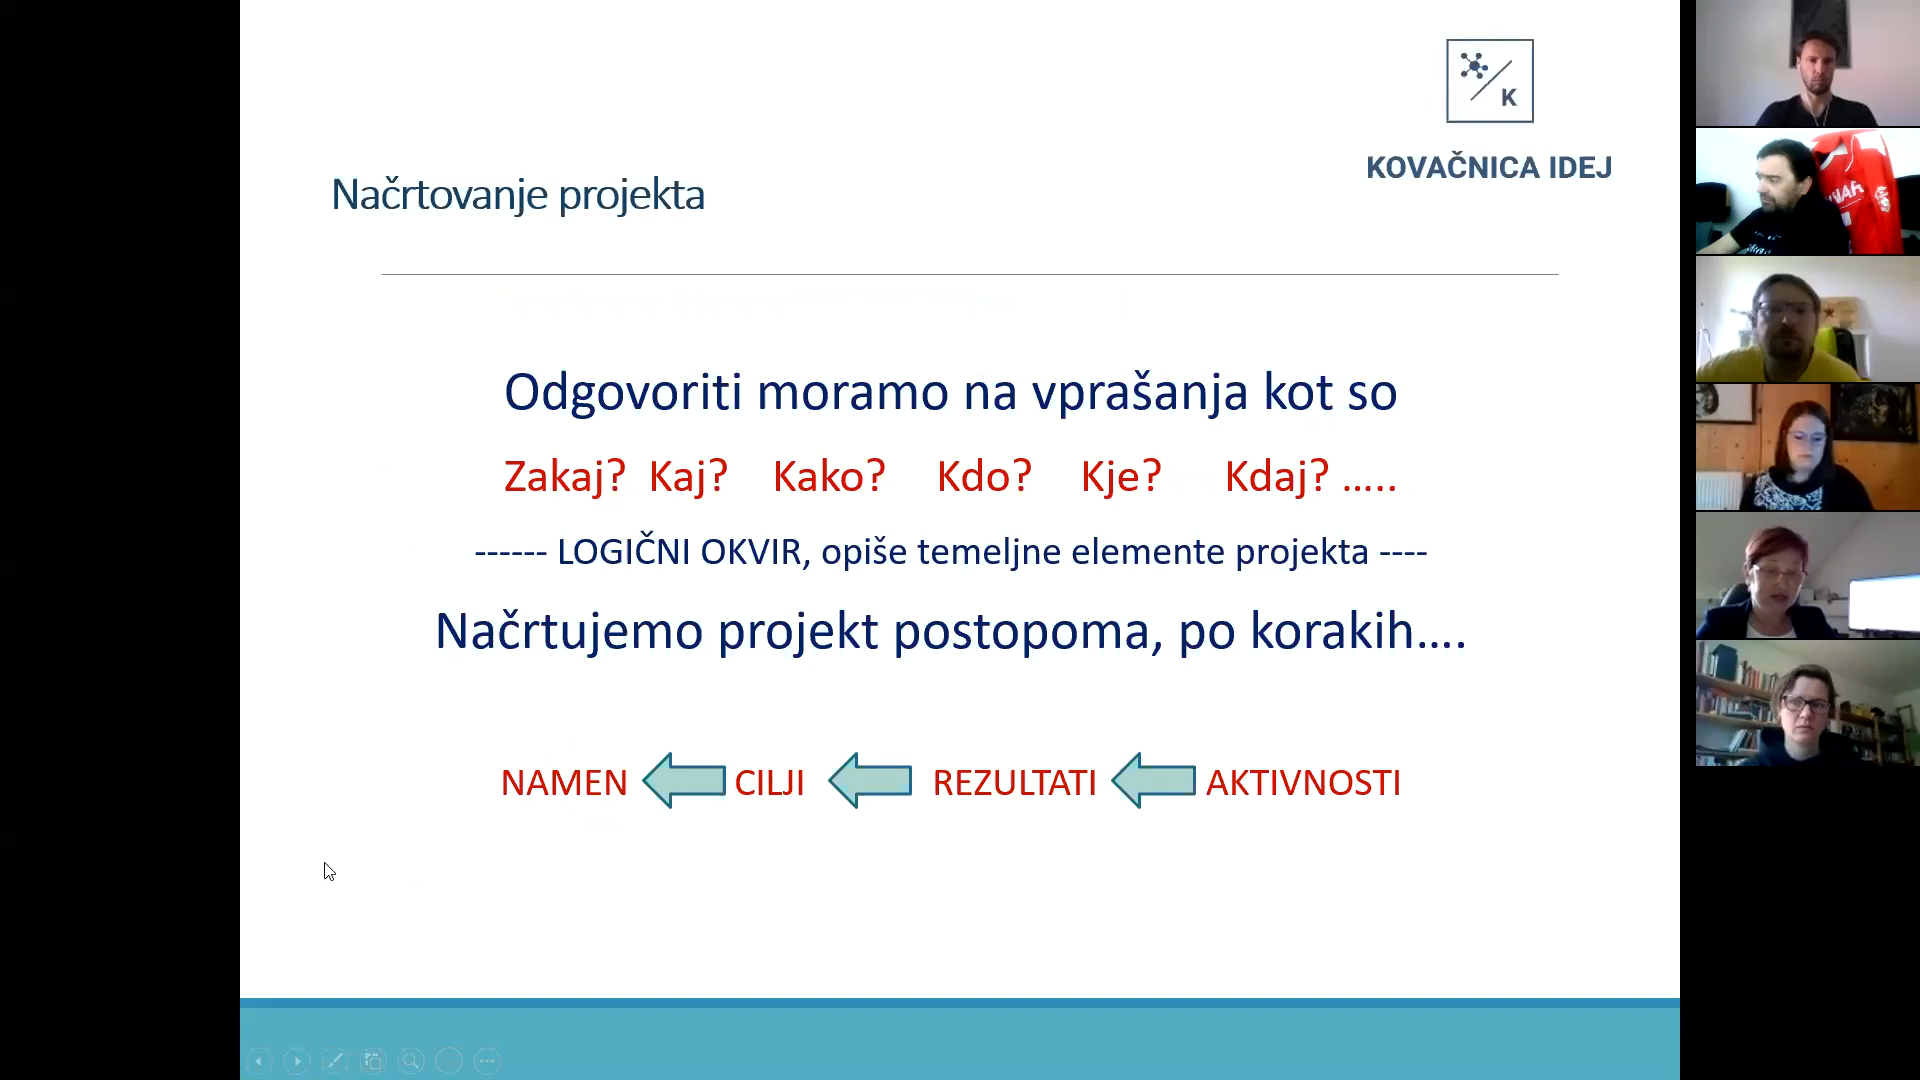 K
KOVAČNICA IDEJ
Načrtovanje projekta
Odgovoriti moramo na vprašanja kot so
Zakaj? Kaj? Kako? Kdo? Kje? Kdaj? .....
------ LOGIČNI OKVIR, opiše temeljne elemente projekta ----
Načrtujemo projekt postopoma, po korakih....
NAMEN CILJI REZULTATI AKTIVNOSTI